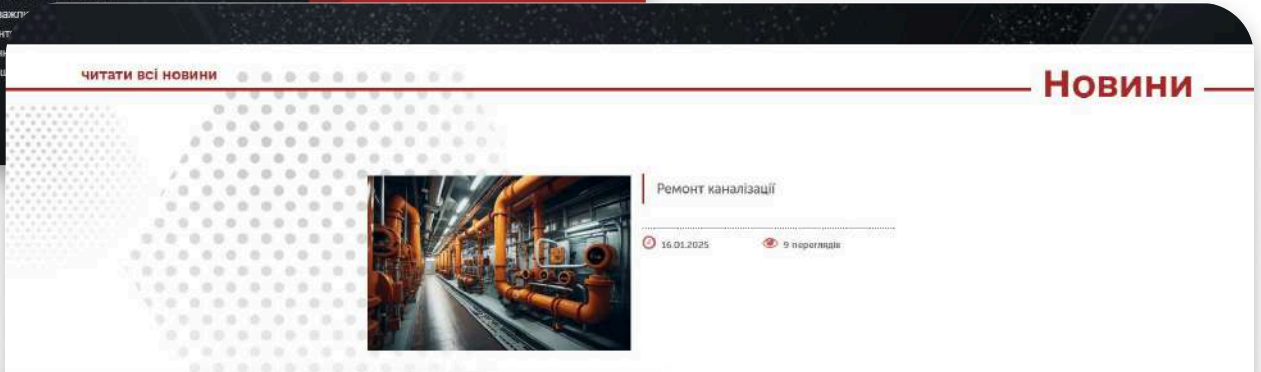 читати всі новини
Новини
Ремонт каналізації
16.01.2025
9 переглядів